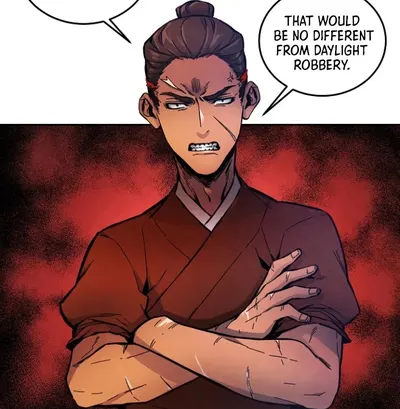 THAT WOULD
BE NO DIFFERENT
FROM DAYLIGHT
ROBBERY.